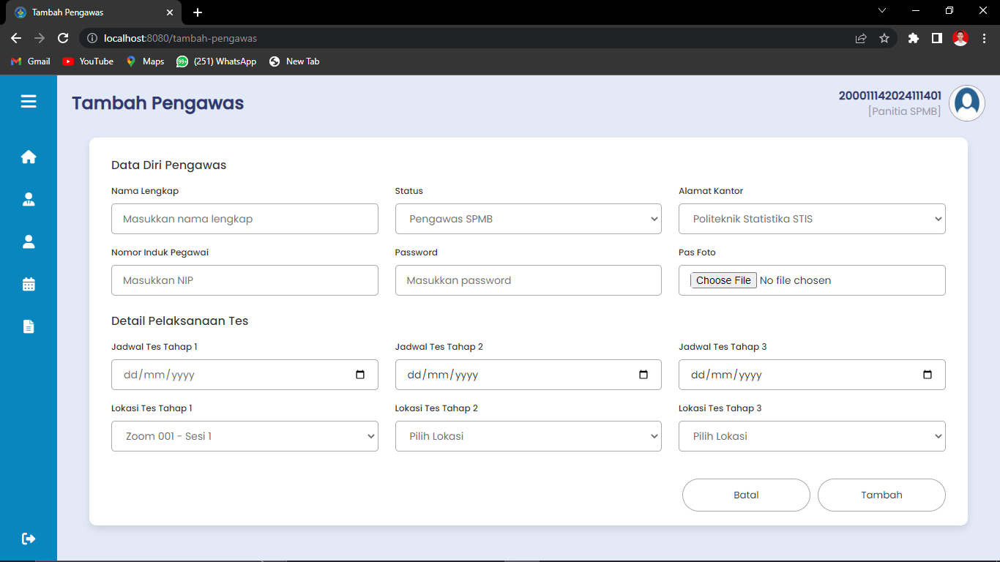 Tambah Pengawas
localhost:8080/tambah-pengawas
Gmail YouTube Maps 99+ (251) WhatsApp New Tab
Tambah Pengawas
200011142024111401
[Panitia SPMB]
Data Diri Pengawas
Nama Lengkap Status Alamat Kantor
Masukkan nama lengkap Pengawas SPMB Politeknik Statistika STIS
Nomor Induk Pegawai Password Pas Foto
Masukkan NIP Masukkan password Choose File No file chosen
Detail Pelaksanaan Tes
Jadwal Tes Tahap 1 Jadwal Tes Tahap 2 Jadwal Tes Tahap 3
dd/mm/yyyy dd/mm/yyyy dd/mm/yyyy
Lokasi Tes Tahap 1 Lokasi Tes Tahap 2 Lokasi Tes Tahap 3
Zoom 001 - Sesi 1 Pilih Lokasi Pilih Lokasi
Batal Tambah